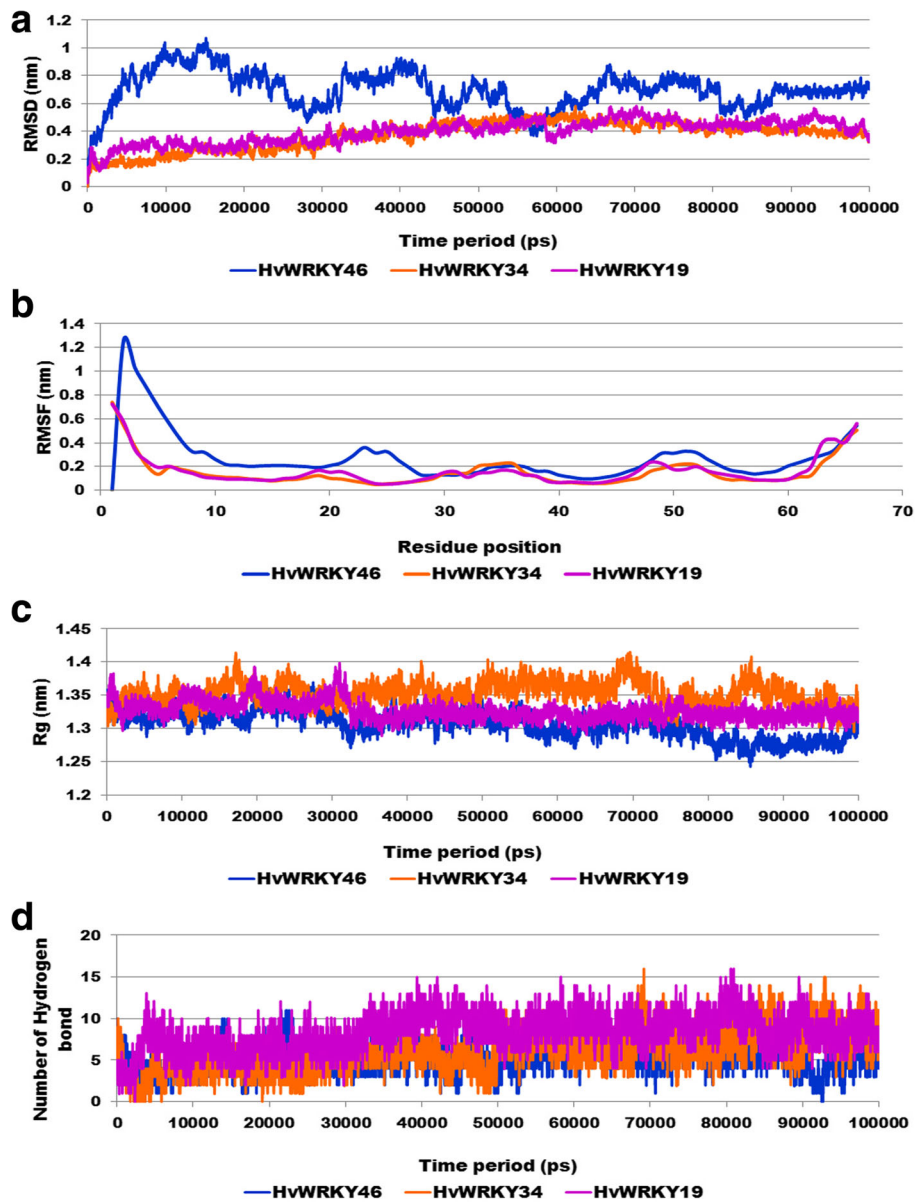 a
1.2
1
0.8
0.6
0.4
0.2
0
RMSD (nm)
0 10000 20000 30000 40000 50000 60000 70000 80000 90000 100000
Time period (ps)
HvWRKY46 HvWRKY34 HvWRKY19
b
1.4
1.2
1
0.8
0.6
0.4
0.2
0
RMSF (nm)
0 10 20 30 40 50 60 70
Residue position
HvWRKY46 HvWRKY34 HvWRKY19
c
1.45
1.4
1.35
1.3
1.25
1.2
Rg (nm)
0 10000 20000 30000 40000 50000 60000 70000 80000 90000 100000
Time period (ps)
HvWRKY46 HvWRKY34 HvWRKY19
d
20
15
10
5
0
Number of Hydrogen
bond
0 10000 20000 30000 40000 50000 60000 70000 80000 90000 100000
Time period (ps)
HvWRKY46 HvWRKY34 HvWRKY19